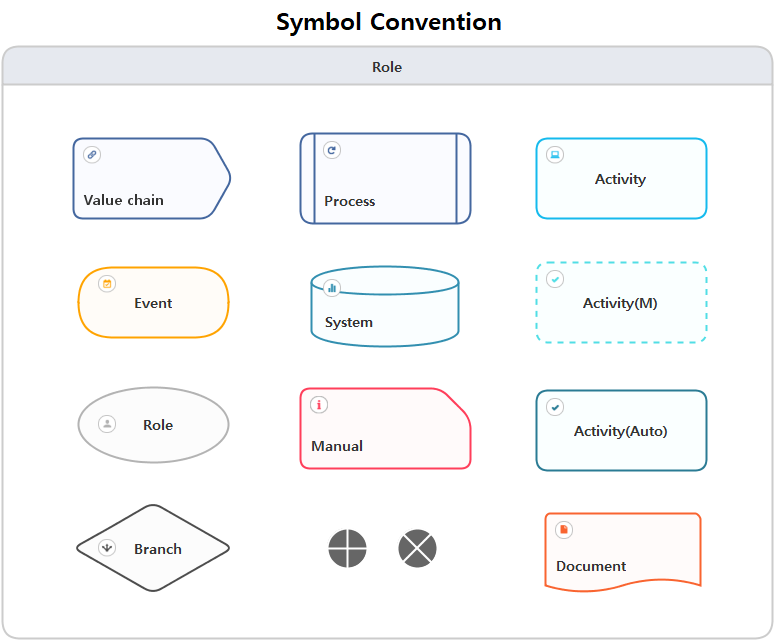 Symbol Convention
Role
Value chain
Process
Activity
Event
System
Activity(M)
Role
Manual
Activity(Auto)
Branch
Document